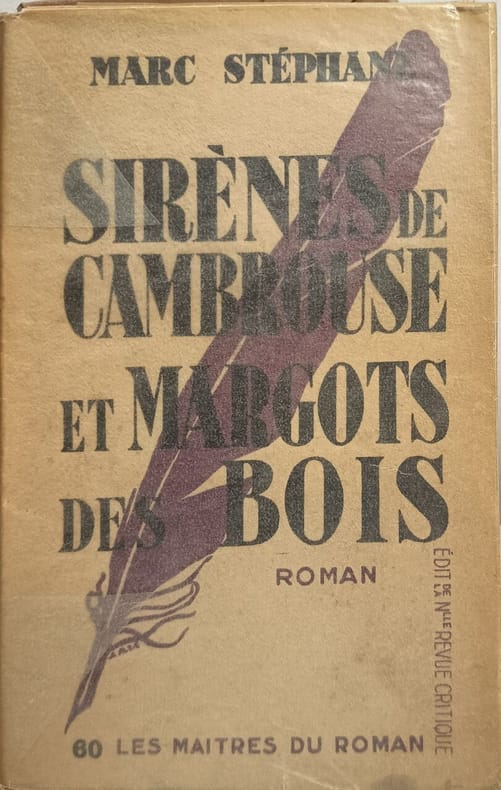 MARC STÉPHANE
SIRÈNES DE
CAMBROUSE
ET MARGOTS
DES BOIS
ROMAN
ÉDIT DE LA Nlle REVUE CRITIQUE
60 LES MAITRES DU ROMAN